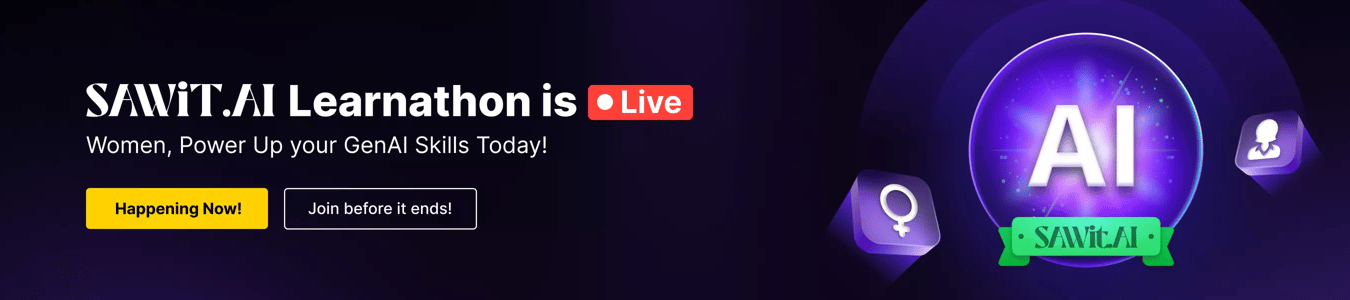 SAWiT.AI Learnathon is Live
Women, Power Up your GenAI Skills Today!
Happening Now! Join before it ends!
AI
SAWit.AI